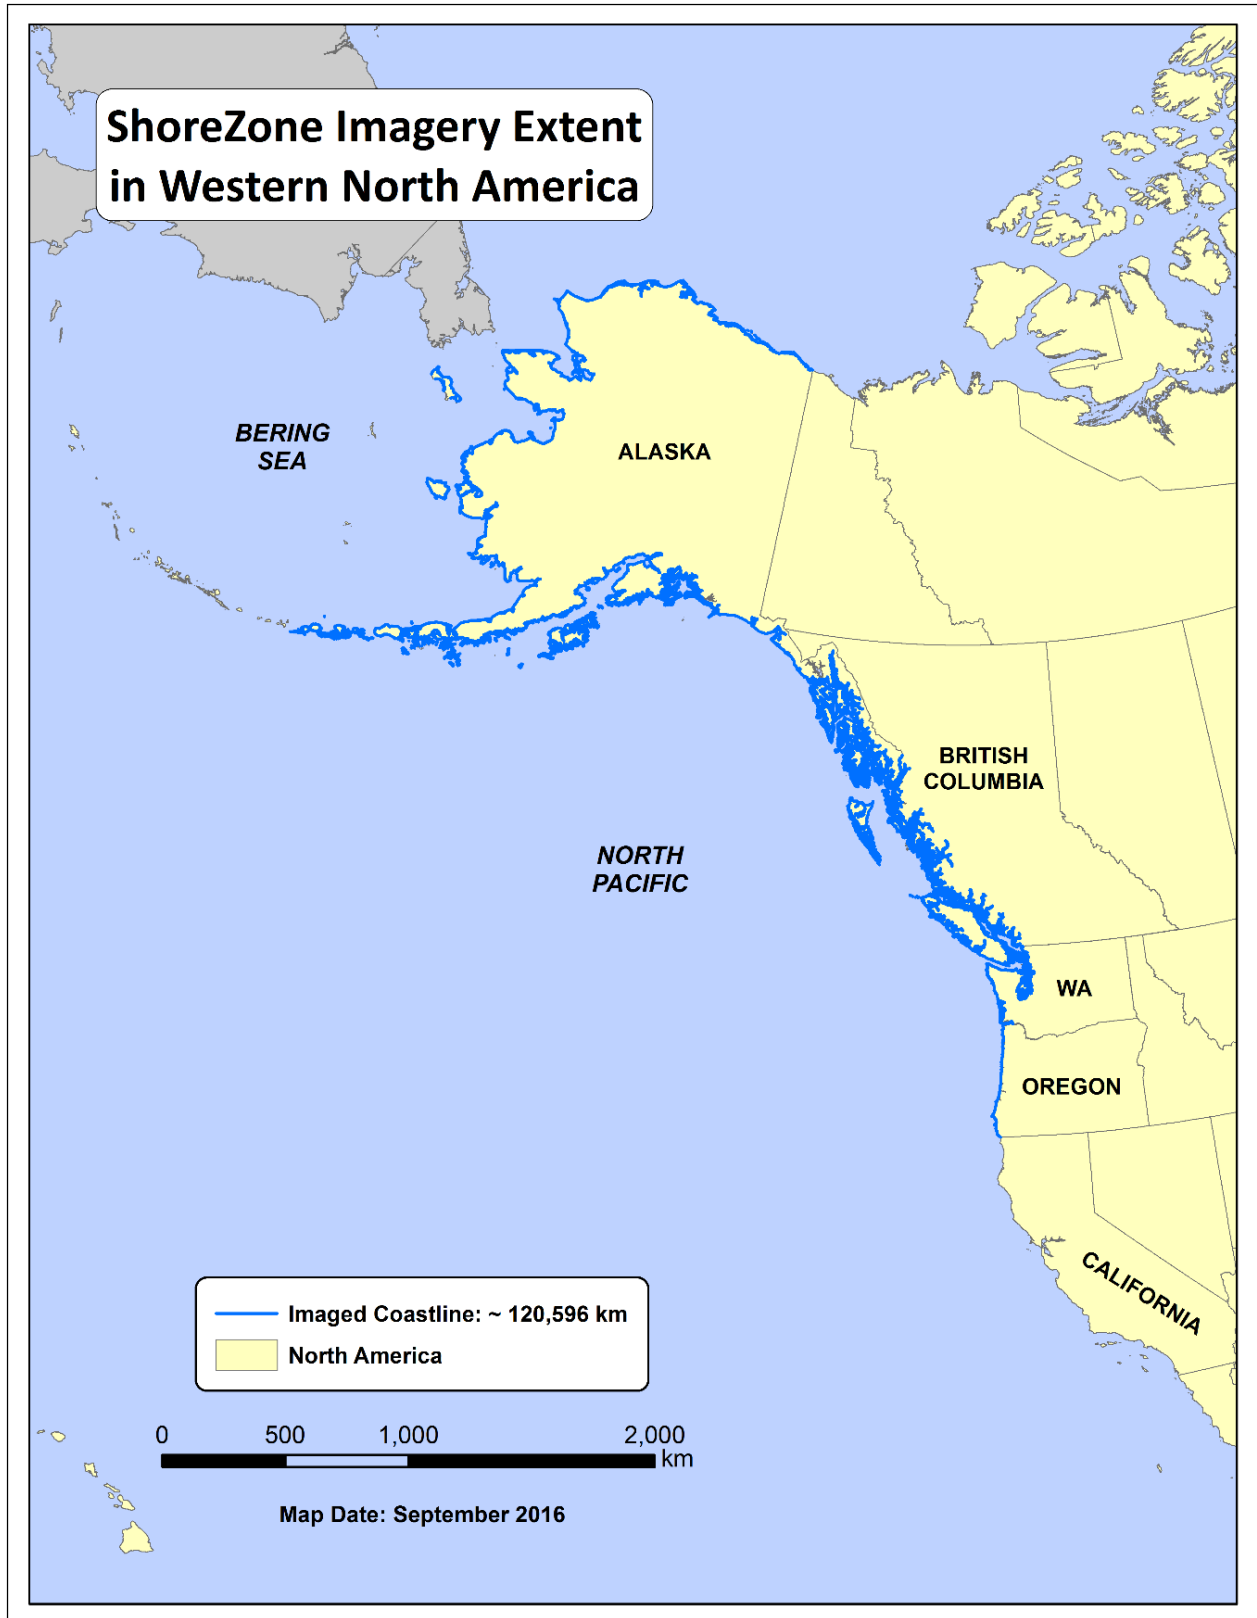 ShoreZone Imagery Extent
in Western North America
BERING
SEA
ALASKA
BRITISH
COLUMBIA
NORTH
PACIFIC
WA
OREGON
CALIFORNIA
Imaged Coastline: ~ 120,596 km
North America
0 500 1,000 2,000
km
Map Date: September 2016